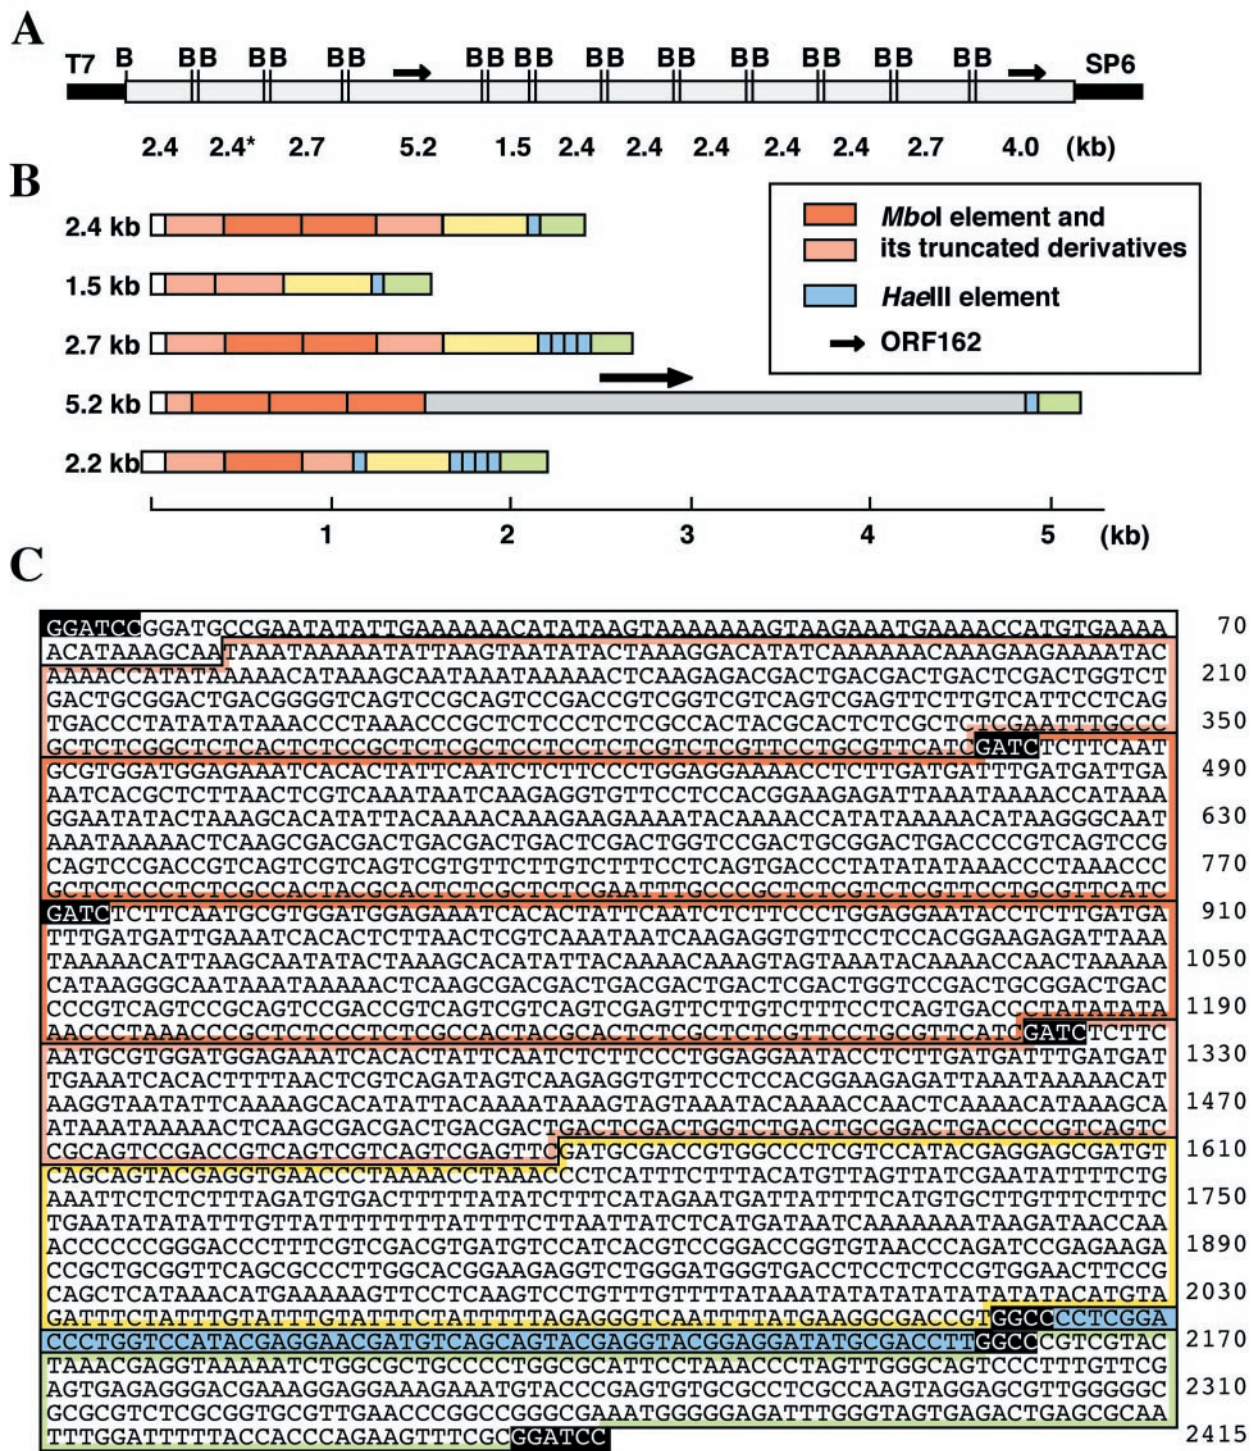 A
T7 B BB BB BB BB BB BB BB BB BB BB BB SP6
2.4 2.4* 2.7 5.2 1.5 2.4 2.4 2.4 2.4 2.4 2.7 4.0 (kb)
B
2.4 kb
1.5 kb
2.7 kb
5.2 kb
2.2 kb
1 2 3 4 5 (kb)
MboI element and
its truncated derivatives
HaeIII element
ORF162
C
GGATCCGGATGCCGAATATATTGAAAAAACATATAAGTAAAAAAAGTAAGAAATGAAAACCATGTGAAAA 70
ACATAAAGCAATAAATAAAAATATTAAGTAATATACTAAAGGACATATCAAAAAACAAAGAAGAAAATAC
AAAACCATATAAAAACATAAAGCAATAAATAAAAACTCAAGAGACGACTGACGACTGACTCGACTGGTCT 210
GACTGCGGACTGACGGGGTCAGTCCGCAGTCCGACCGTCGGTCGTCAGTCGAGTTCTTGTCATTCCTCAG
TGACCCTATATATAAACCCTAAACCCGCTCTCCCTCTCGCCACTACGCACTCTCGCTC 350
GCTCTCGGCTCTCACTCTCCGCTCTCGCTCCTCCTCTCGTCTCGTTCCTGCGTTCATCGATCTCTTCAAT
GCGTGGATGGAGAAATCACACTATTCAATCTCTTCCCTGGAGGAAAACCTCTTGATGATTTGATGATTGA 490
AATCACGCTCTTAACTCGTCAAATAATCAAGAGGTGTTCCTCCACGGAAGAGATTAAATAAAACCATAAA
GGAATATACTAAAGCACATATTACAAAACAAAGAAGAAAATACAAAACCATATAAAAACATAAGGGCAAT 630
AAATAAAAACTCAAGCGACGACTGACGACTGACTCGACTGGTCCGACTGCGGACTGACCCCGTCAGTCCG
CAGTCCGACCGTCAGTCGTCAGTCGTGTTCTTGTCTTTCCTCAGTGACCCTATATATAAACCCTAAACCC 770
GCTCTCCCTCTCGCCACTACGCACTCTCGCTCTCGAATTTGCCCGCTCTCGTCTCGTTCCTGCGTTCATC
GATCTCTTCAATGCGTGGATGGAGAAATCACACTATTCAATCTCTTCCCTGGAGGAATACCTCTTGATGA 910
TTTGATGATTGAAATCACACTCTTAACTCGTCAAATAATCAAGAGGTGTTCCTCCACGGAAGAGATTAAA
TAAAAACATTAAGCAATATACTAAAGCACATATTACAAAACAAAGTAGTAAATACAAAACCAACTAAAAA 1050
CATAAGGGCAATAAATAAAAACTCAAGCGACGACTGACGACTGACTCGACTGGTCCGACTGCGGACTGAC
CCCGTCAGTCCGCAGTCCGACCGTCAGTCGTCAGTCGAGTTCTTGTCTTTCCTCAGTGACCCTATATATA 1190
AACCCTAAACCCGCTCTCCCTCTCGCCACTACGCACTCTCGCTCTCGTTCCTGCGTTCATCGATCTCTTC
AATGCGTGGATGGAGAAATCACACTATTCAATCTCTTCCCTGGAGGAATACCTCTTGATGATTTGATGAT 1330
TGAAATCACACTTTTAACTCGTCAGATAGTCAAGAGGTGTTCCTCCACGGAAGAGATTAAATAAAAACAT
AAGGTAATATTCAAAAGCACATATTACAAAATAAAGTAGTAAATACAAAACCAACTCAAAACATAAAGCA 1470
ATAAATAAAAACTCAAGCGACGACTGACGACTGACTCGACTGGTCTGACTGCGGACTGACCCCGTCAGTC
CGCAGTCCGACCGTCAGTCGTCAGTCGAGTTCGATGCGACCGTGGCCCTCGTCCATACGAGGAGCGATGT 1610
CAGCAGTACGAGGTGAACCCTAAAACCTAAACCCTCATTTCTTTACATGTTAGTTATCGAATATTTTCTG
AAATTCTCTCTTTAGATGTGACTTTTTATATCTTTCATAGAATGATTATTTTCATGTGCTTGTTTCTTTC 1750
TGAATATATATTTGTTATTTTTTTTATTTTCTTAATTATCTCATGATAATCAAAAAAATAAGATAACCAA
ACCCCCCGGGACCCTTTCGTCGACGTGATGTCCATCACGTCCGGACCGGTGTAACCCAGATCCGAGAAGA 1890
CCGCTGCGGTTCAGCGCCCTTGGCACGGAAGAGGTCTGGGATGGGTGACCTCCTCTCCGTGGAACTTCCG
CAGCTCATAAACATGAAAAAGTTCCTCAAGTCCTGTTTGTTTTATAAATATATATATATATATACATGTA 2030
GATTTCTATTTGTATTTGTATTTCTATTTTTAGAGGGTCAATTTTTATGAAGGCGACCGTGGCCCCTCGGA
CCCTGGTCCATACGAGGAACGATGTCAGCAGTACGAGGTACGGAGGATATGCGACCTTGGCCCGTCGTAC 2170
TAAACGAGGTAAAAATCTGGCGCTGCCCCTGGCGCATTCCTAAACCCTAGTTGGGCAGTCCCTTTGTTCG
AGTGAGAGGGACGAAAGGAGGAAAGAAATGTACCCGAGTGTGCGCCTCGCCAAGTAGGAGCGTTGGGGGC 2310
GCGCGTCTCGCGGTGCGTTGAACCCGGCCGGGCGAAATGGGGGAGATTTGGGTAGTGAGACTGAGCGCAA
TTTGGATTTTTACCACCCAGAAGTTTCGCGGATCC 2415